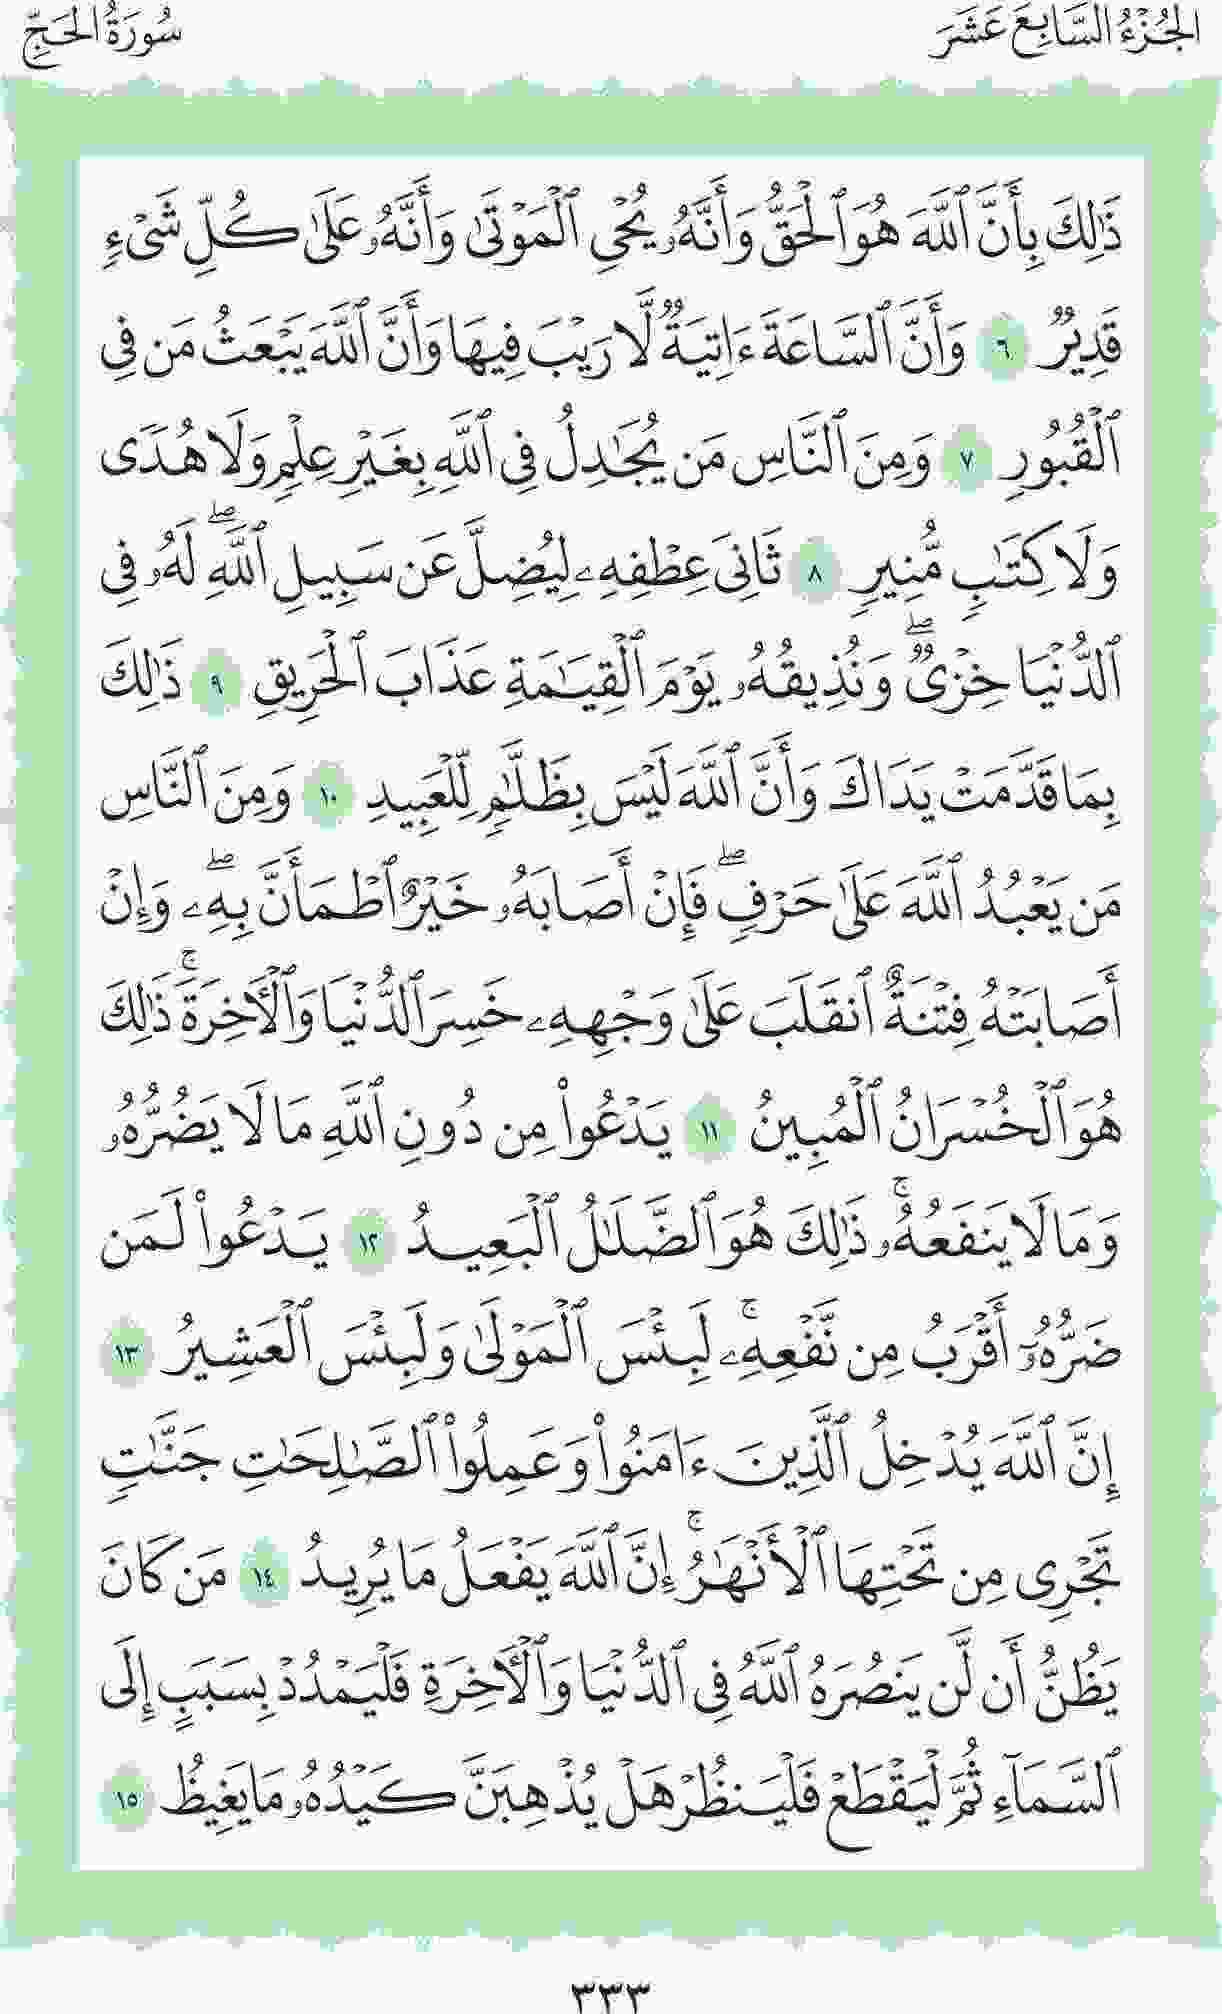 الجُزْءُ السَّابِعَ عَشَرَ
سُورَةُ الحَجِّ
ذَٰلِكَ بِأَنَّ ٱللَّهَ هُوَ ٱلْحَقُّ وَأَنَّهُۥ يُحْيِ ٱلْمَوْتَىٰ وَأَنَّهُۥ عَلَىٰ كُلِّ شَىْءٍ
قَدِيرٌ ٦ وَأَنَّ ٱلسَّاعَةَ ءَاتِيَةٌ لَّا رَيْبَ فِيهَا وَأَنَّ ٱللَّهَ يَبْعَثُ مَن فِى
ٱلْقُبُورِ ٧ وَمِنَ ٱلنَّاسِ مَن يُجَٰدِلُ فِى ٱللَّهِ بِغَيْرِ عِلْمٍ وَلَا هُدًى
وَلَا كِتَٰبٍ مُّنِيرٍ ٨ ثَانِىَ عِطْفِهِۦ لِيُضِلَّ عَن سَبِيلِ ٱللَّهِۖ لَهُۥ فِى
ٱلدُّنْيَا خِزْىٌۖ وَنُذِيقُهُۥ يَوْمَ ٱلْقِيَٰمَةِ عَذَابَ ٱلْحَرِيقِ ٩ ذَٰلِكَ
بِمَا قَدَّمَتْ يَدَاكَ وَأَنَّ ٱللَّهَ لَيْسَ بِظَلَّٰمٍ لِّلْعَبِيدِ ١٠ وَمِنَ ٱلنَّاسِ
مَن يَعْبُدُ ٱللَّهَ عَلَىٰ حَرْفٍۖ فَإِنْ أَصَابَهُۥ خَيْرٌ ٱطْمَأَنَّ بِهِۦۖ وَإِنْ
أَصَابَتْهُ فِتْنَةٌ ٱنقَلَبَ عَلَىٰ وَجْهِهِۦ خَسِرَ ٱلدُّنْيَا وَٱلْءَاخِرَةَۚ ذَٰلِكَ
هُوَ ٱلْخُسْرَانُ ٱلْمُبِينُ ١١ يَدْعُوا۟ مِن دُونِ ٱللَّهِ مَا لَا يَضُرُّهُۥ
وَمَا لَا يَنفَعُهُۥۚ ذَٰلِكَ هُوَ ٱلضَّلَٰلُ ٱلْبَعِيدُ ١٢ يَدْعُوا۟ لَمَن
ضَرُّهُۥٓ أَقْرَبُ مِن نَّفْعِهِۦۚ لَبِئْسَ ٱلْمَوْلَىٰ وَلَبِئْسَ ٱلْعَشِيرُ ١٣
إِنَّ ٱللَّهَ يُدْخِلُ ٱلَّذِينَ ءَامَنُوا۟ وَعَمِلُوا۟ ٱلصَّٰلِحَٰتِ جَنَّٰتٍ
تَجْرِى مِن تَحْتِهَا ٱلْأَنْهَٰرُۚ إِنَّ ٱللَّهَ يَفْعَلُ مَا يُرِيدُ ١٤ مَن كَانَ
يَظُنُّ أَن لَّن يَنصُرَهُ ٱللَّهُ فِى ٱلدُّنْيَا وَٱلْءَاخِرَةِ فَلْيَمْدُدْ بِسَبَبٍ إِلَى
ٱلسَّمَآءِ ثُمَّ لْيَقْطَعْ فَلْيَنظُرْ هَلْ يُذْهِبَنَّ كَيْدُهُۥ مَا يَغِيظُ ١٥
٣٣٣